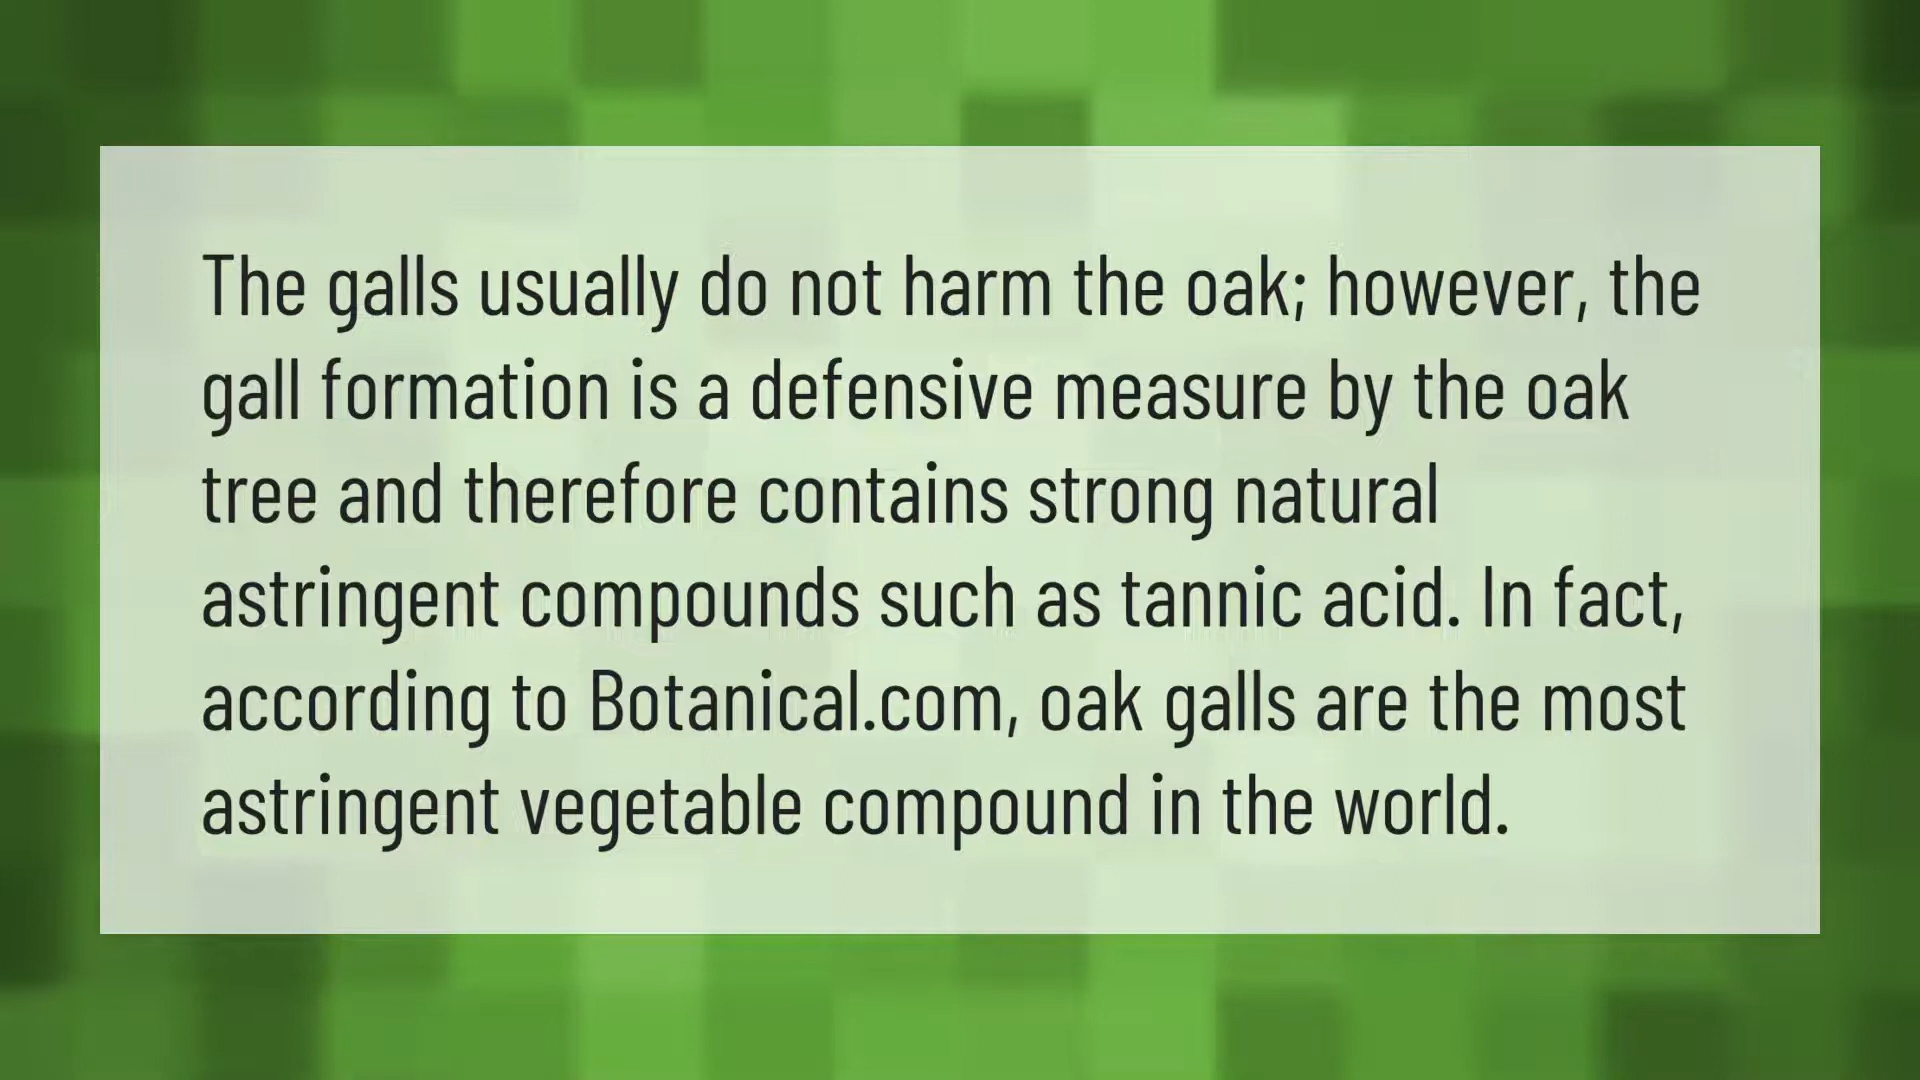 The galls usually do not harm the oak; however, the
gall formation is a defensive measure by the oak
tree and therefore contains strong natural
astringent compounds such as tannic acid. In fact,
according to Botanical.com, oak galls are the most
astringent vegetable compound in the world.